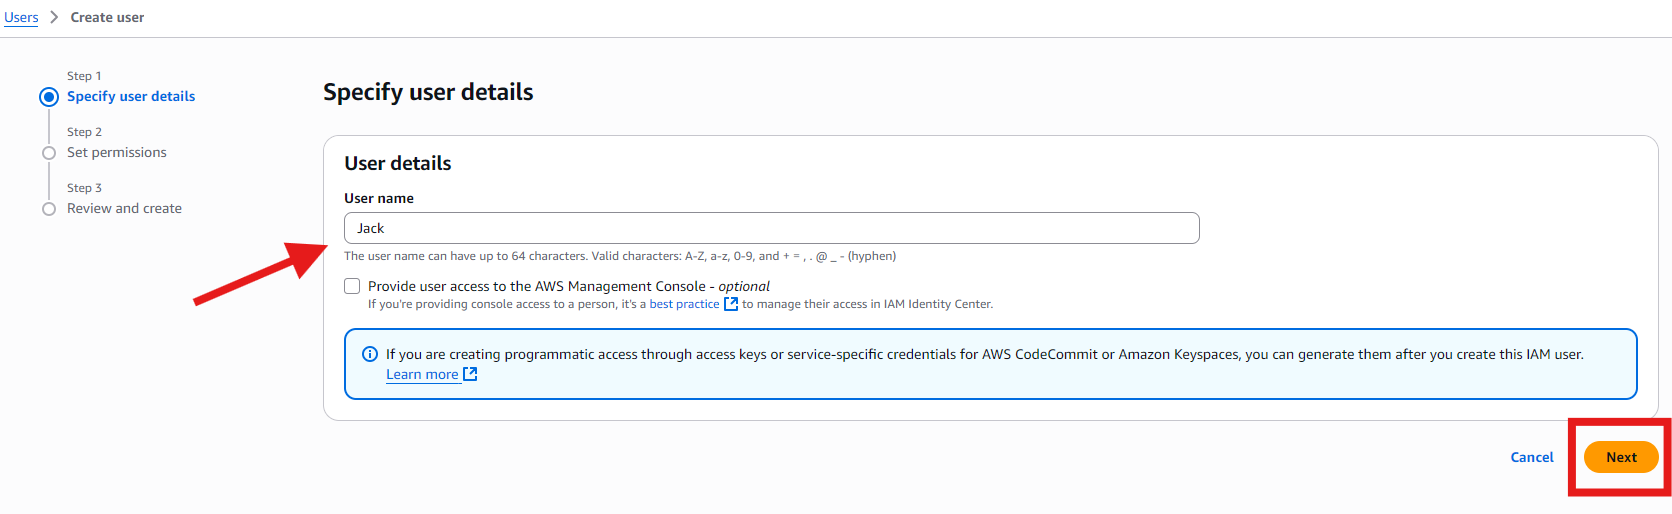 Users > Create user
Step 1
Specify user details
Step 2
Set permissions
Step 3
Review and create
Specify user details
User details
User name
Jack
The user name can have up to 64 characters. Valid characters: A-Z, a-z, 0-9, and + = , . @ _ - (hyphen)
Provide user access to the AWS Management Console - optional
If you're providing console access to a person, it's a best practice to manage their access in IAM Identity Center.
If you are creating programmatic access through access keys or service-specific credentials for AWS CodeCommit or Amazon Keyspaces, you can generate them after you create this IAM user.
Learn more
Cancel
Next